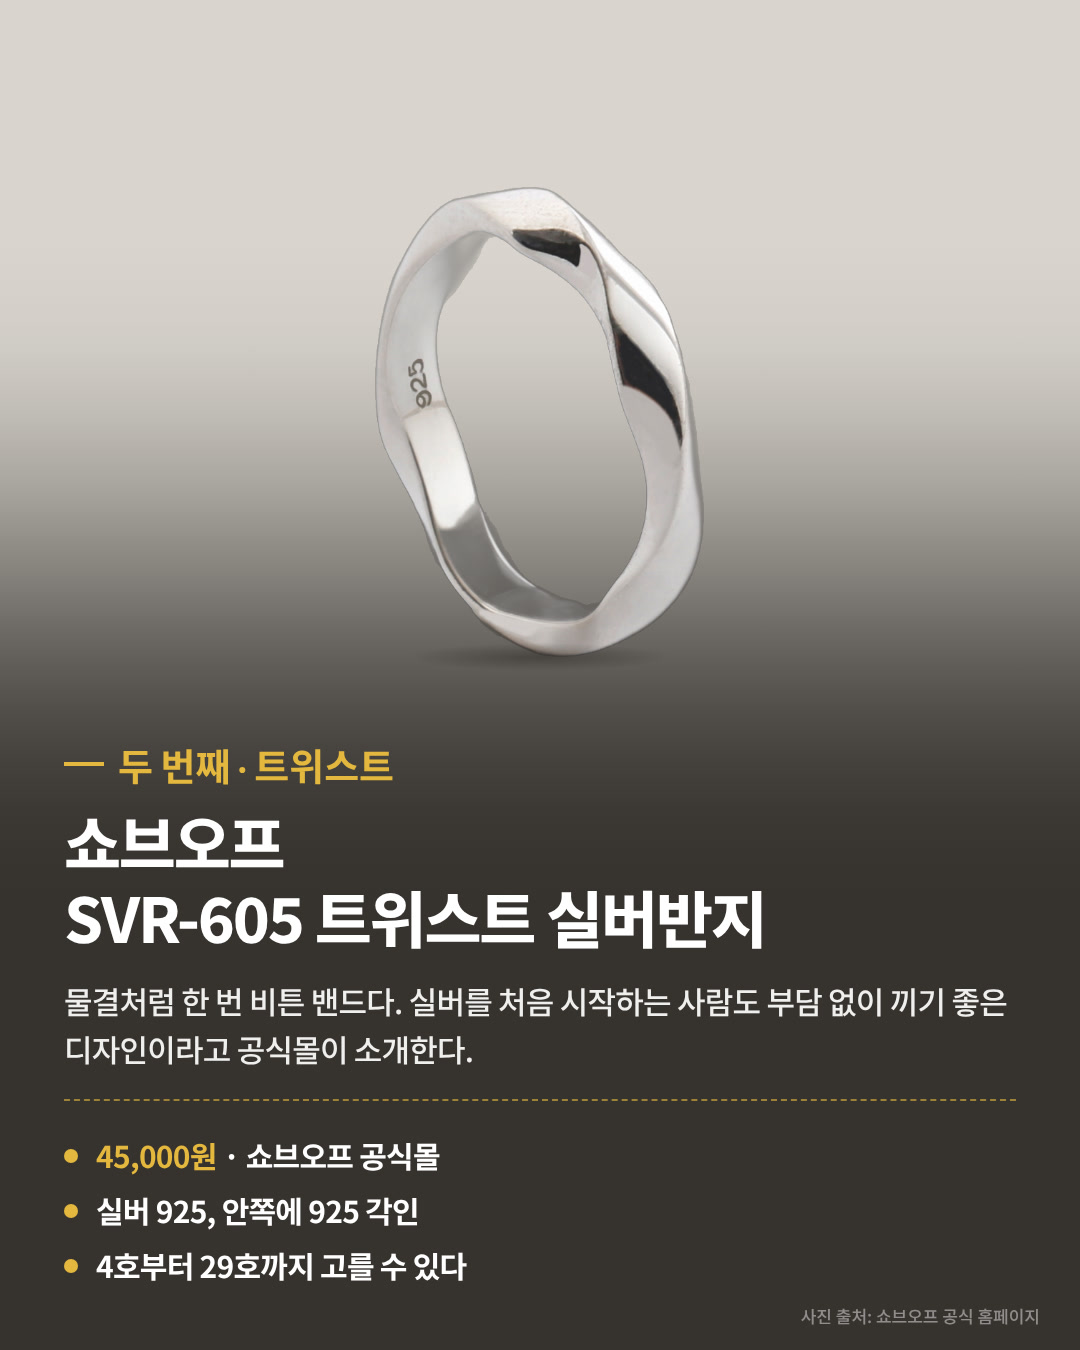 925
두 번째 · 트위스트
쇼브오프
SVR-605 트위스트 실버반지
물결처럼 한 번 비튼 밴드다. 실버를 처음 시작하는 사람도 부담 없이 끼기 좋은
디자인이라고 공식몰이 소개한다.
45,000원 · 쇼브오프 공식몰
실버 925, 안쪽에 925 각인
4호부터 29호까지 고를 수 있다
사진 출처: 쇼브오프 공식 홈페이지